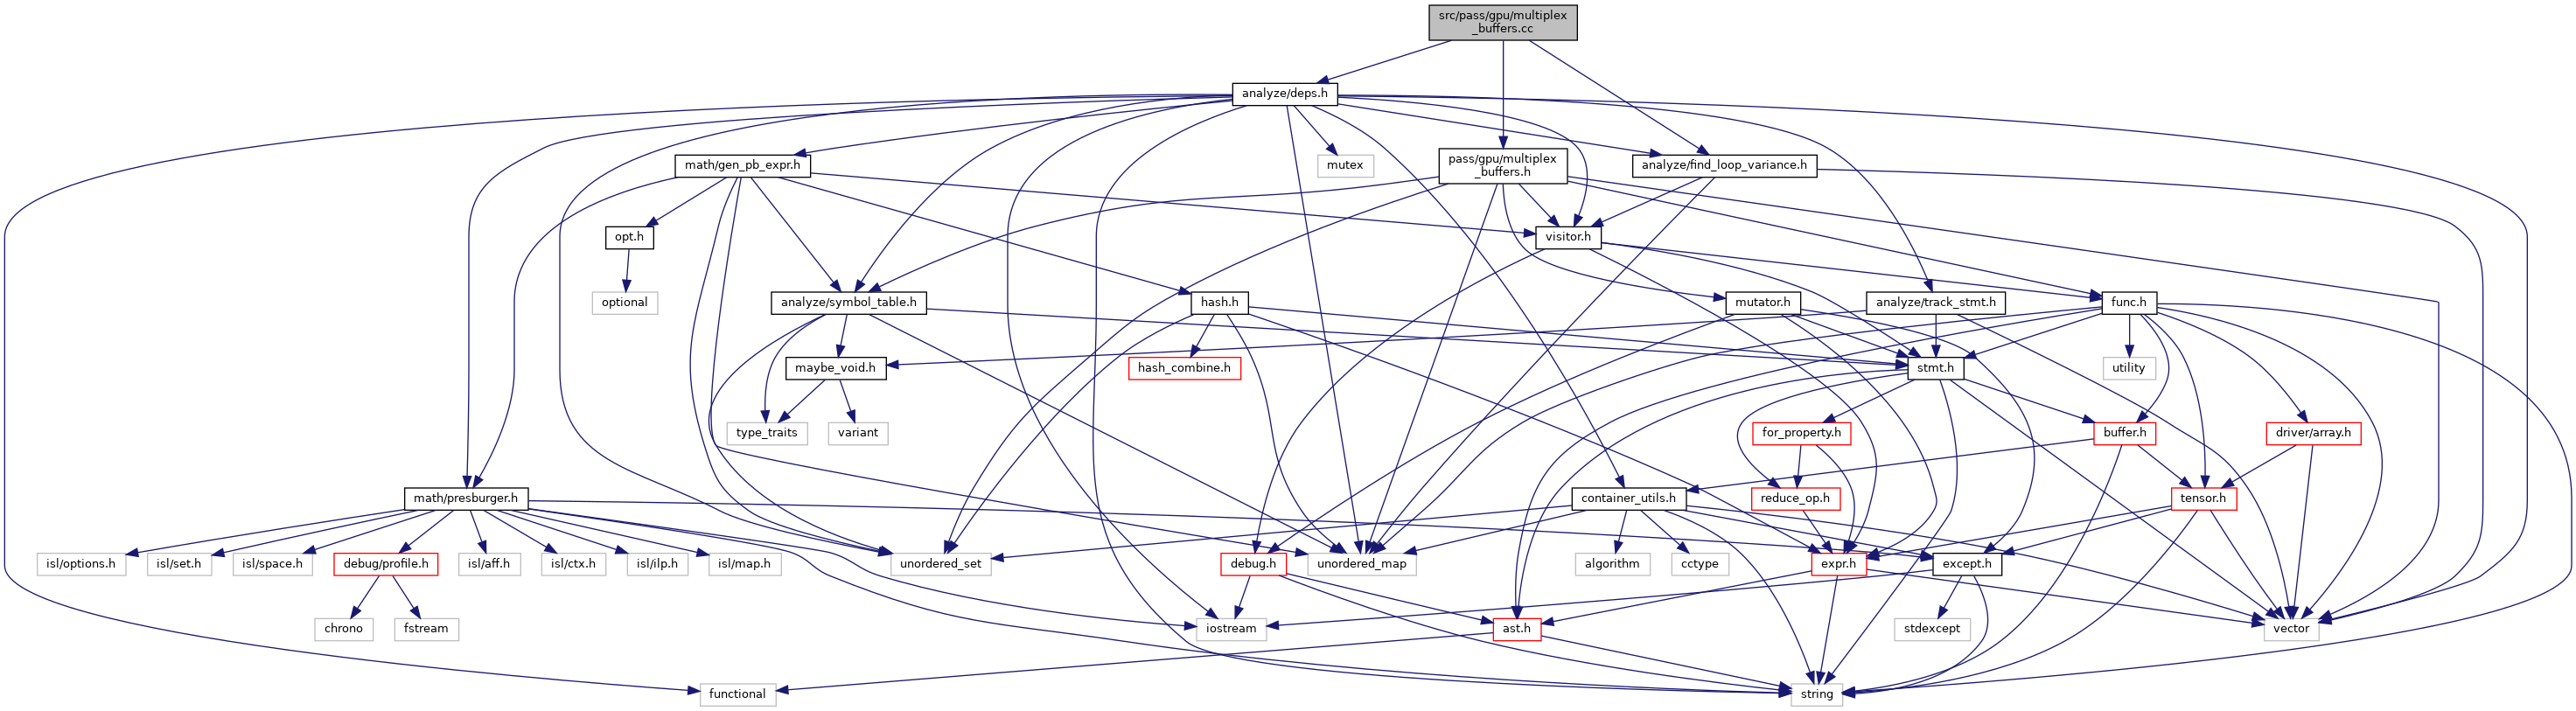 src/pass/gpu/multiplex
_buffers.cc
analyze/deps.h
math/gen_pb_expr.h
mutex
pass/gpu/multiplex
_buffers.h
analyze/find_loop_variance.h
opt.h
visitor.h
optional
analyze/symbol_table.h
hash.h
mutator.h
analyze/track_stmt.h
func.h
maybe_void.h
hash_combine.h
stmt.h
utility
type_traits
variant
for_property.h
buffer.h
driver/array.h
math/presburger.h
container_utils.h
reduce_op.h
tensor.h
isl/options.h
isl/set.h
isl/space.h
debug/profile.h
isl/aff.h
isl/ctx.h
isl/ilp.h
isl/map.h
unordered_set
debug.h
unordered_map
algorithm
cctype
expr.h
except.h
chrono
fstream
iostream
ast.h
stdexcept
vector
functional
string